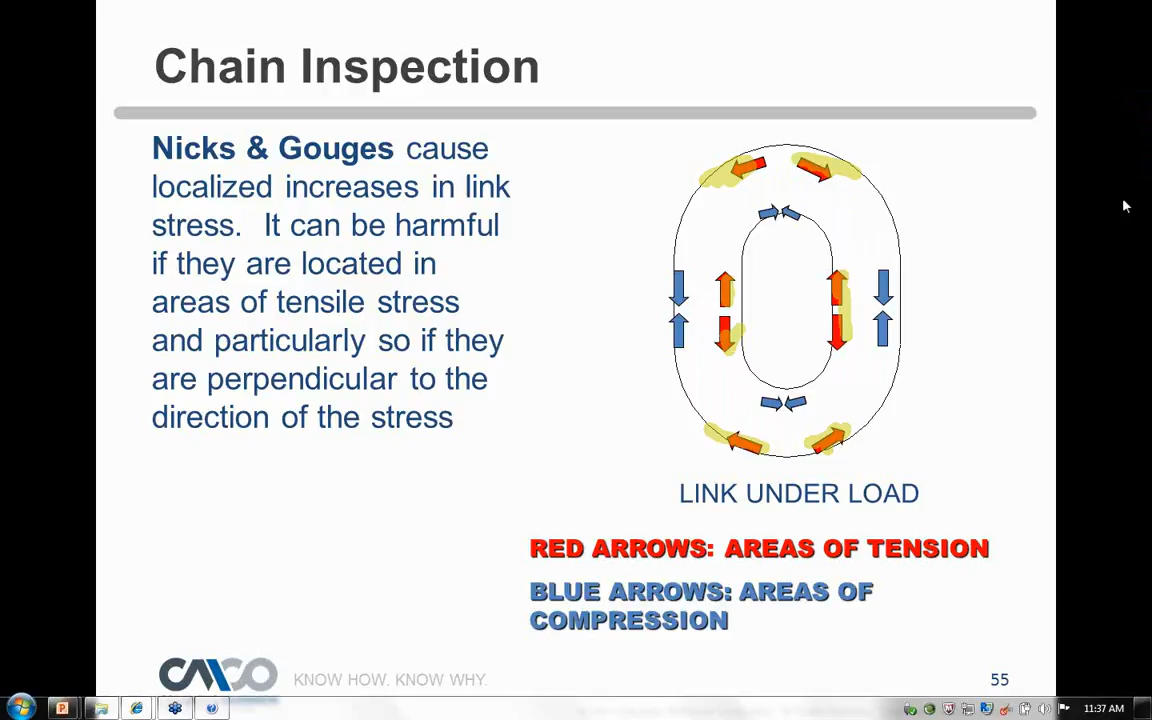 Chain Inspection
Nicks & Gouges cause
localized increases in link
stress. It can be harmful
if they are located in
areas of tensile stress
and particularly so if they
are perpendicular to the
direction of the stress
LINK UNDER LOAD
RED ARROWS: AREAS OF TENSION
BLUE ARROWS: AREAS OF
COMPRESSION
CMCO
KNOW HOW. KNOW WHY.
55
11:37 AM